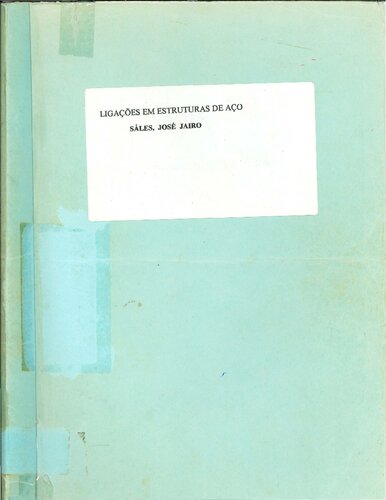 LIGAÇÕES EM ESTRUTURAS DE AÇO
SÁLES, JOSÉ JAIRO